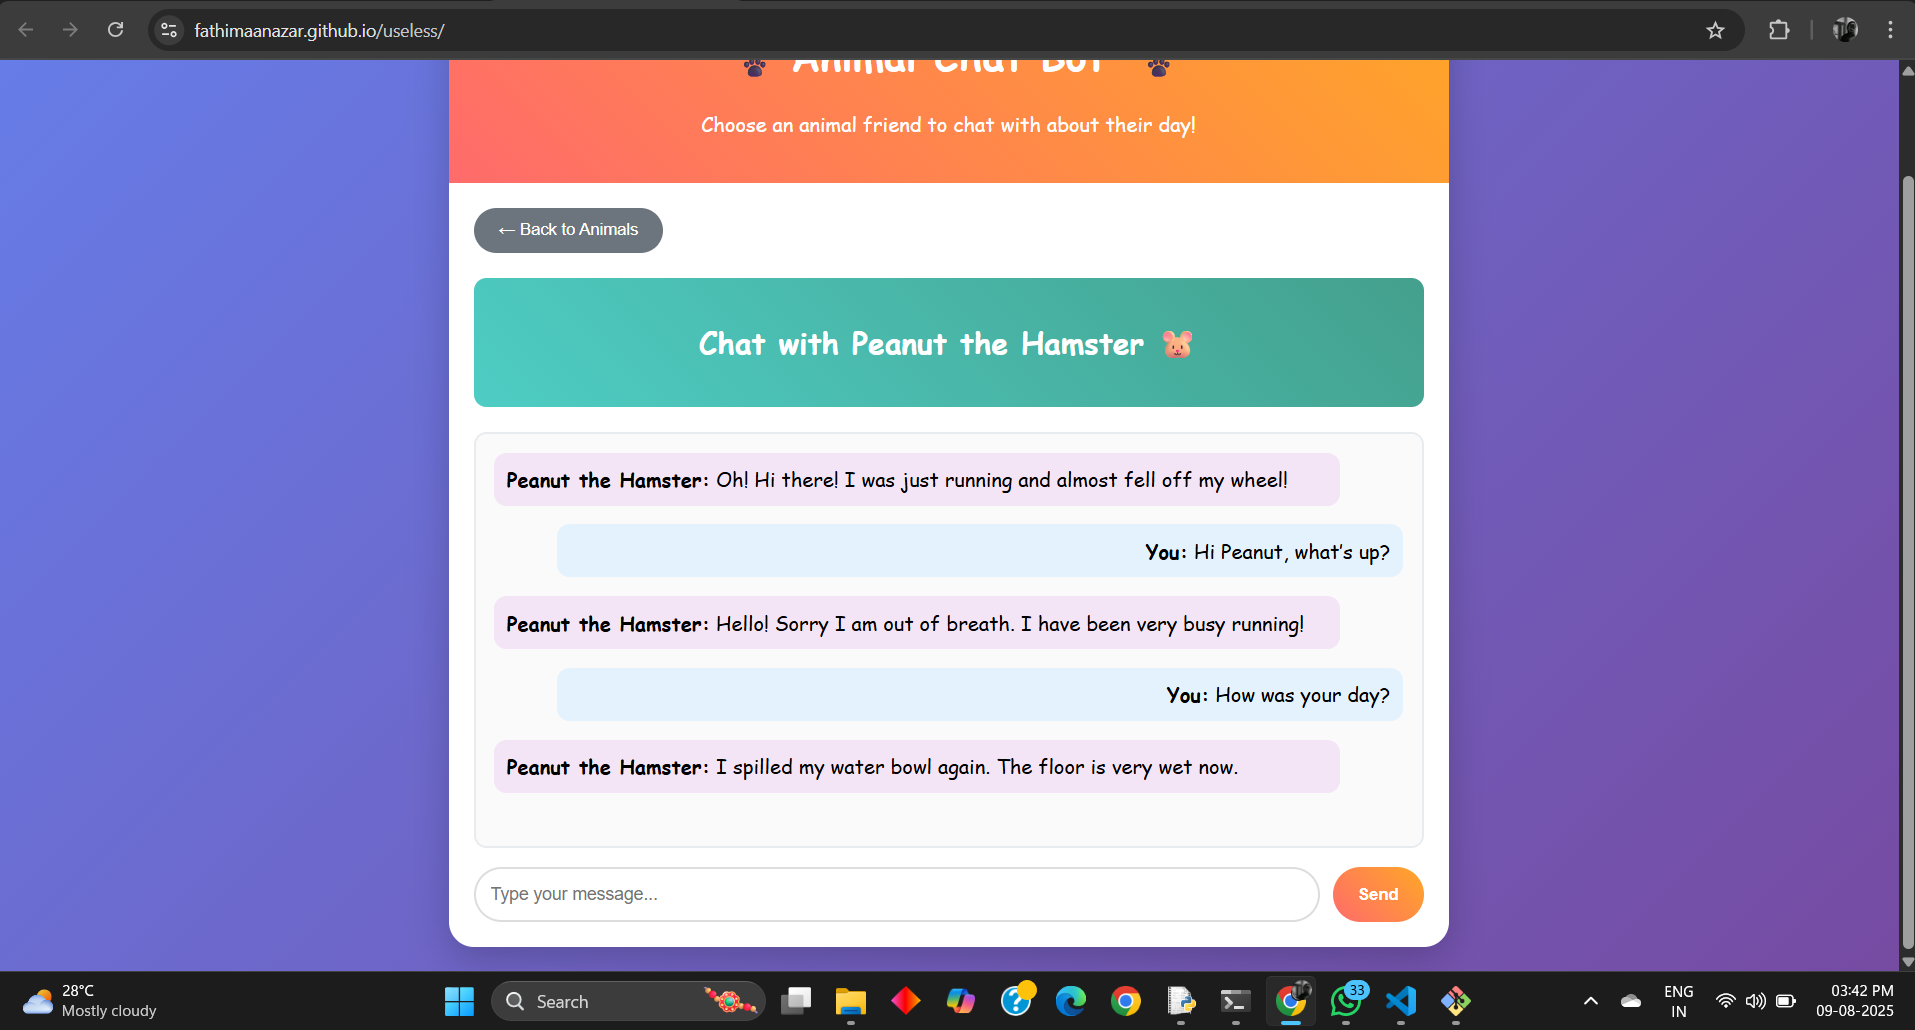 fathimaanazar.github.io/useless/
Animal Chat Bot
Choose an animal friend to chat with about their day!
← Back to Animals
Chat with Peanut the Hamster 🐹
Peanut the Hamster: Oh! Hi there! I was just running and almost fell off my wheel!
You: Hi Peanut, what's up?
Peanut the Hamster: Hello! Sorry I am out of breath. I have been very busy running!
You: How was your day?
Peanut the Hamster: I spilled my water bowl again. The floor is very wet now.
Type your message...
Send
28°C
Mostly cloudy
Search
33
ENG
IN
03:42 PM
09-08-2025